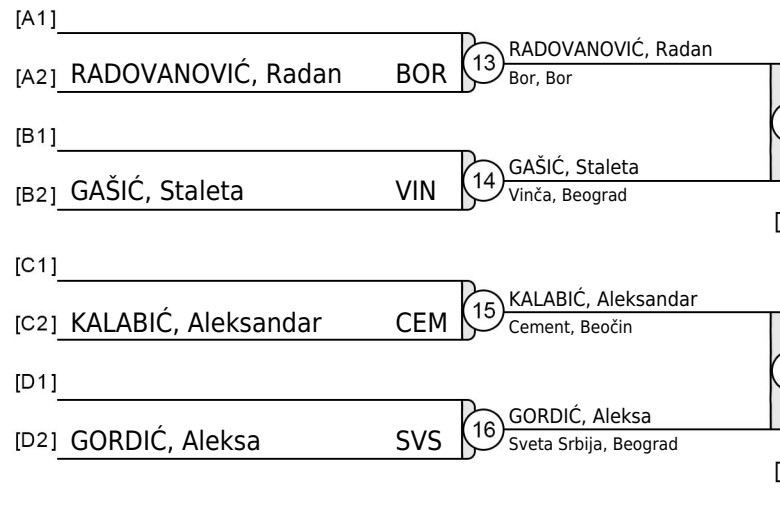 [A1]
[A2] RADOVANOVIĆ, Radan BOR
13
RADOVANOVIĆ, Radan
Bor, Bor
[B1]
[B2] GAŠIĆ, Staleta VIN
14
GAŠIĆ, Staleta
Vinča, Beograd
[C1]
[C2] KALABIĆ, Aleksandar CEM
15
KALABIĆ, Aleksandar
Cement, Beočin
[D1]
[D2] GORDIĆ, Aleksa SVS
16
GORDIĆ, Aleksa
Sveta Srbija, Beograd